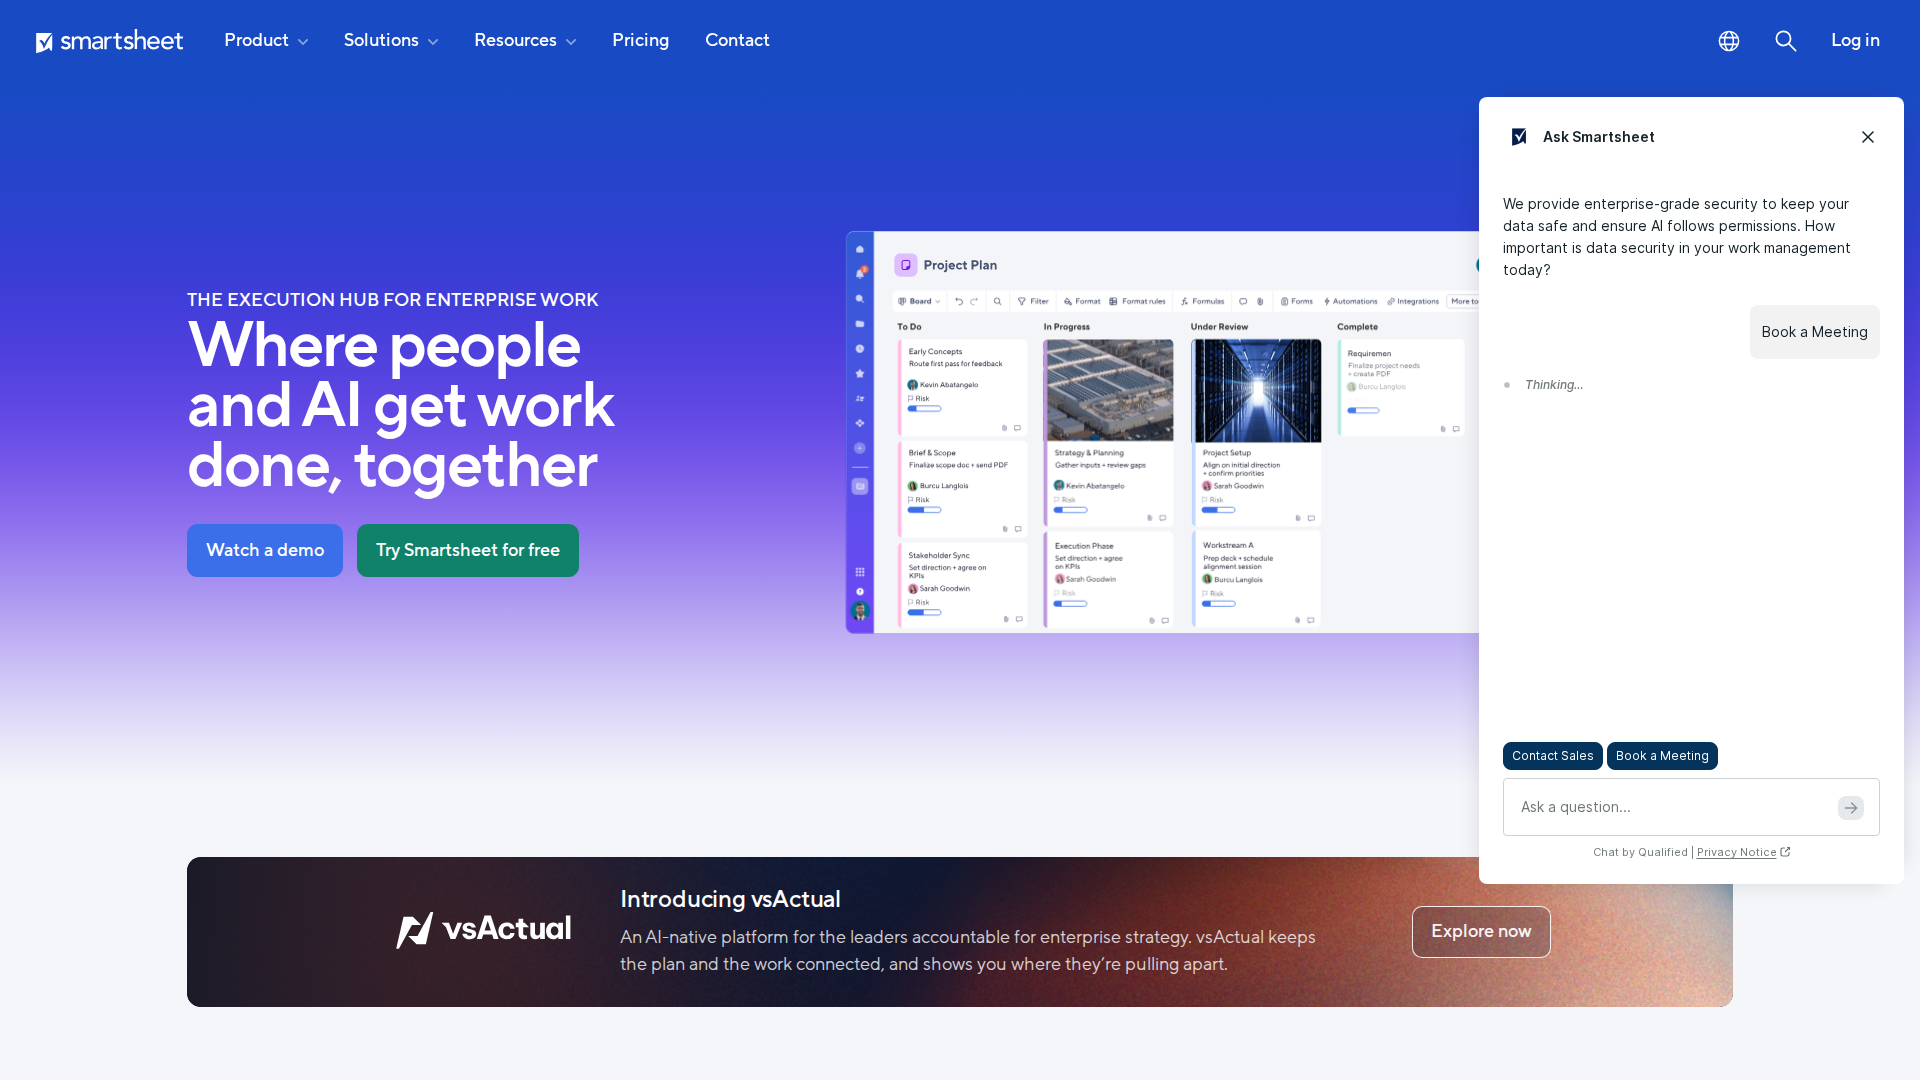 smartsheet
Product
Solutions
Resources
Pricing
Contact
Log in
THE EXECUTION HUB FOR ENTERPRISE WORK
Where people
and AI get work
done, together
Watch a demo
Try Smartsheet for free
Project Plan
Board
Filter
Format
Format rules
Formulas
Forms
Automations
Integrations
More to
To Do
In Progress
Under Review
Complete
Early Concepts
Route first pass for feedback
Kevin Abatangelo
Risk
Brief & Scope
Finalize scope doc + send PDF
Burcu Langlois
Risk
Stakeholder Sync
Set direction + agree on
KPIs
Sarah Goodwin
Risk
Strategy & Planning
Gather inputs + review gaps
Kevin Abatangelo
Risk
Execution Phase
Set direction + agree
on KPIs
Sarah Goodwin
Risk
Project Setup
Align on initial direction
+ confirm priorities
Sarah Goodwin
Risk
Workstream A
Prep deck + schedule
alignment session
Burcu Langlois
Risk
Requiremen
Finalize project needs
+ create PDF
Burcu Langlois
Ask Smartsheet
We provide enterprise-grade security to keep your
data safe and ensure AI follows permissions. How
important is data security in your work management
today?
Book a Meeting
Thinking...
Contact Sales
Book a Meeting
Ask a question...
Chat by Qualified | Privacy Notice
vsActual
Introducing vsActual
An AI-native platform for the leaders accountable for enterprise strategy. vsActual keeps
the plan and the work connected, and shows you where they’re pulling apart.
Explore now